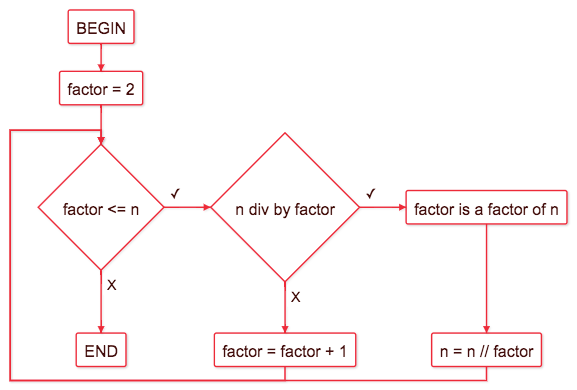 BEGIN
factor = 2
factor <= n
✓
n div by factor
✓
factor is a factor of n
X
X
END
factor = factor + 1
n = n // factor